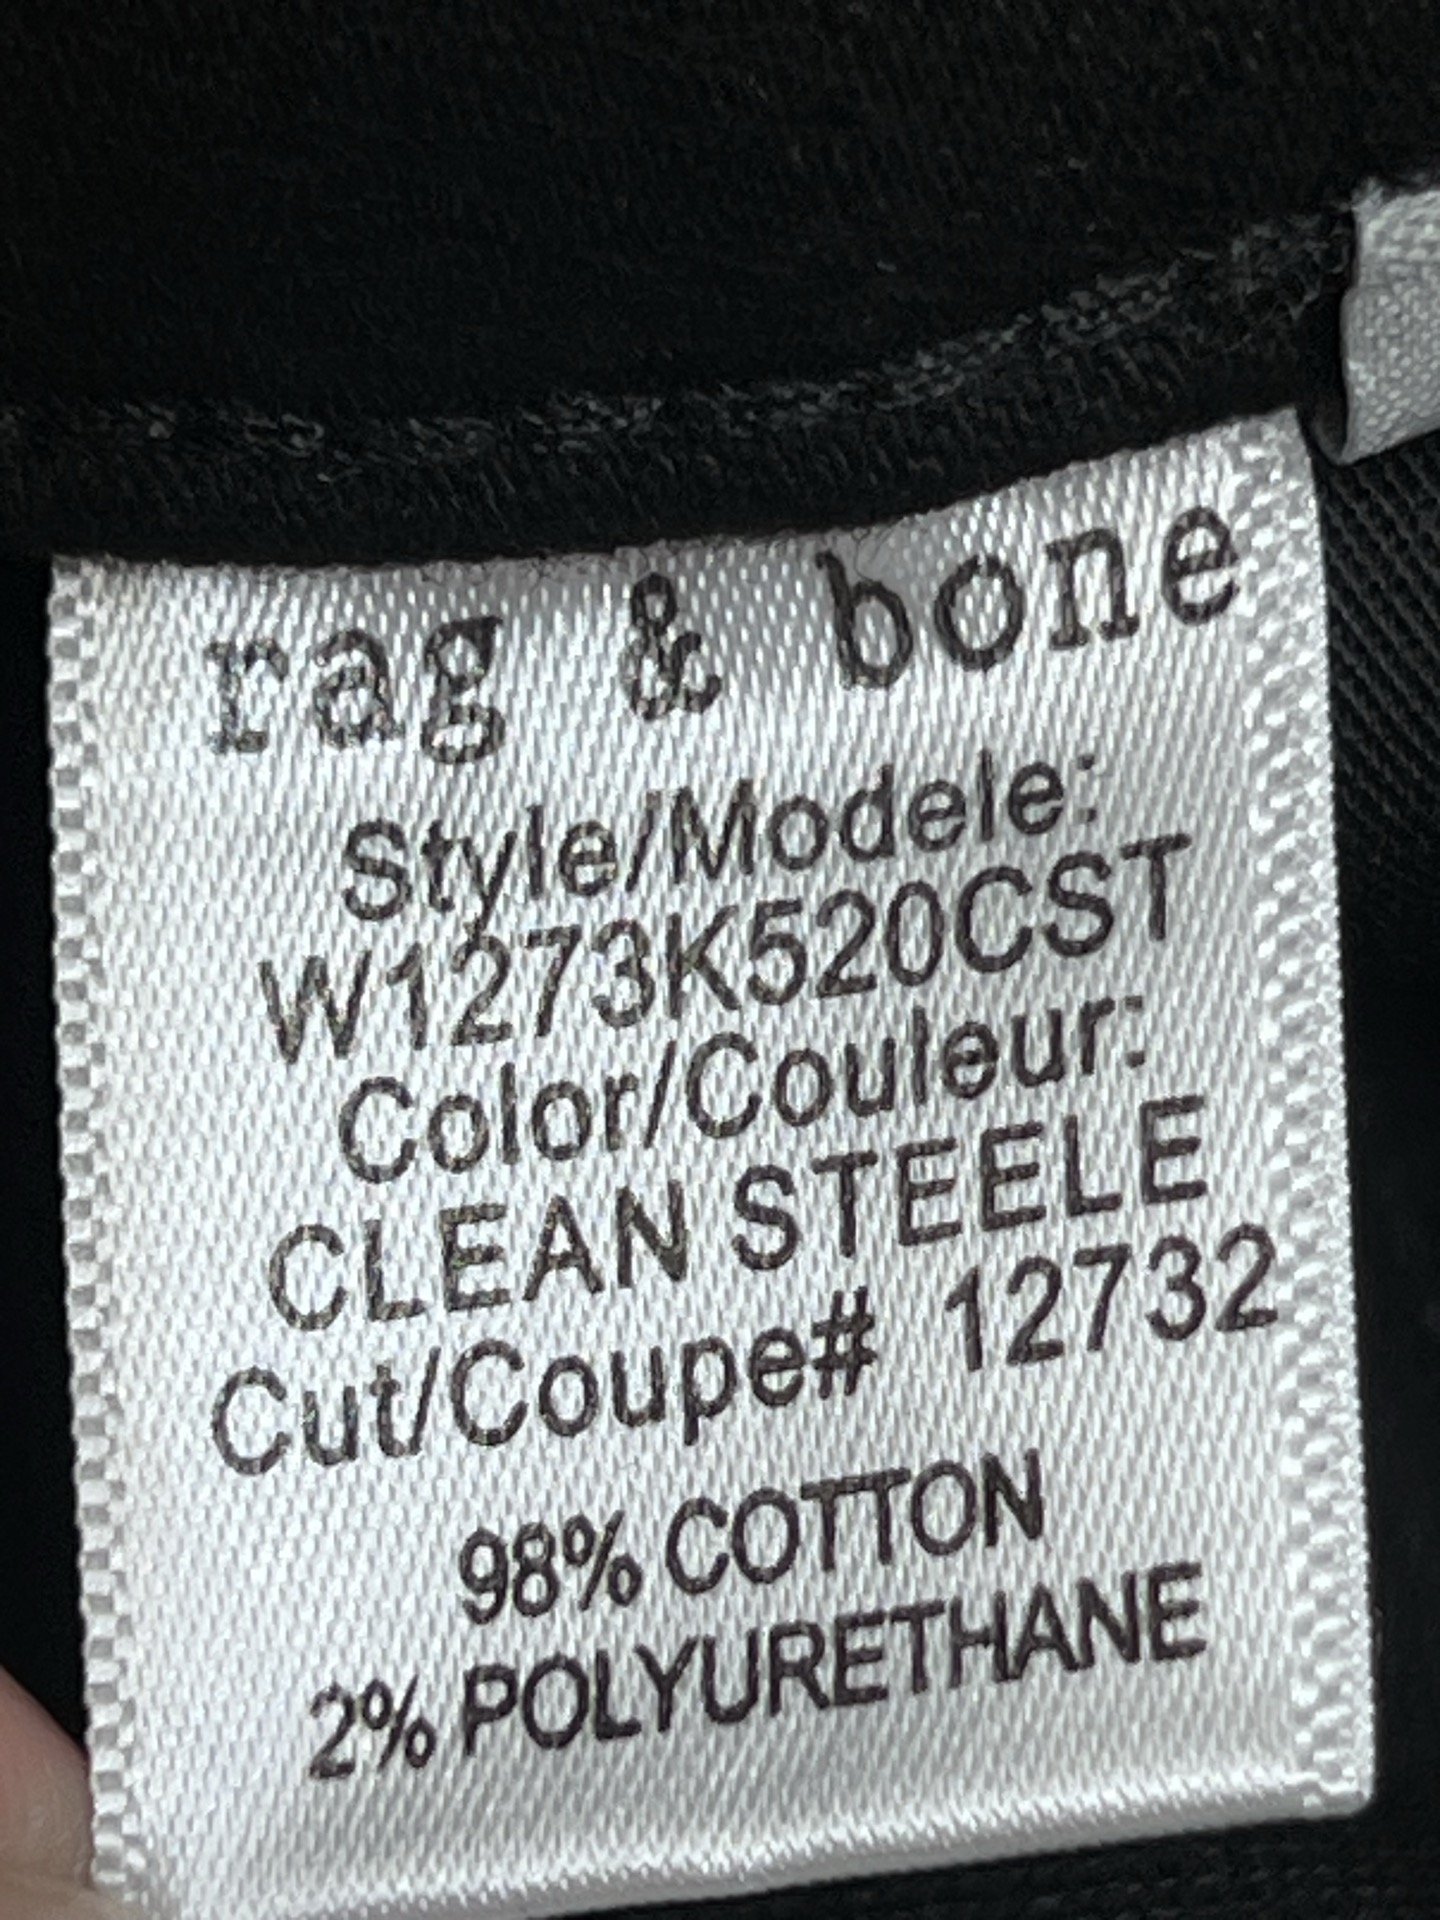 rag & bone
Style/Modele:
W1273K520CST
Color/Couleur:
CLEAN STEELE
Cut/Coupe# 12732
98% COTTON
2% POLYURETHANE